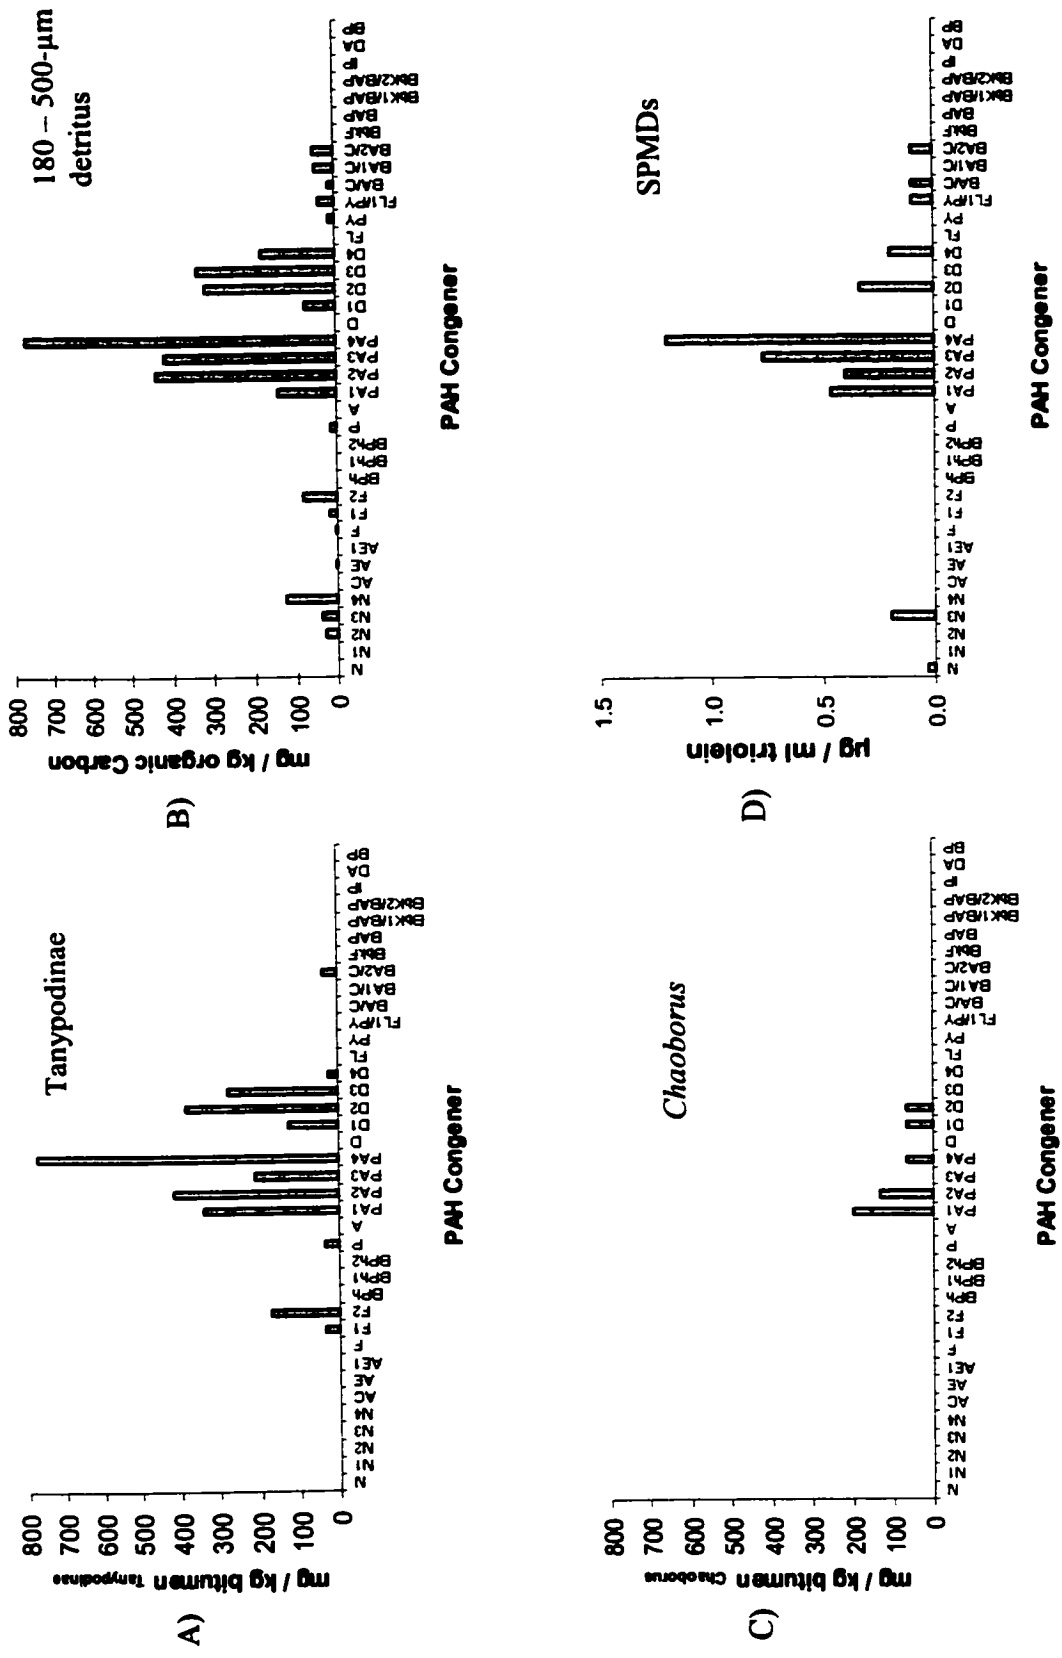 A)
Tanypodinae
mg / kg bitumen Tanypodinae
800
700
600
500
400
300
200
100
0
N
N1
N2
N3
N4
AC
AE
AE1
F
F1
F2
BPh
BPh1
BPh2
P
A
PA1
PA2
PA3
PA4
D
D1
D2
D3
D4
FL
PY
FL1/PY
BA/C
BA1/C
BA2/C
BbkF
BAP
BbK1/BAP
BbK2/BAP
IP
DA
BP
PAH Congener
B)
180 – 500-µm
detritus
mg / kg organic Carbon
800
700
600
500
400
300
200
100
0
N
N1
N2
N3
N4
AC
AE
AE1
F
F1
F2
BPh
BPh1
BPh2
P
A
PA1
PA2
PA3
PA4
D
D1
D2
D3
D4
FL
PY
FL1/PY
BA/C
BA1/C
BA2/C
BbkF
BAP
BbK1/BAP
BbK2/BAP
IP
DA
BP
PAH Congener
C)
Chaoborus
mg / kg bitumen Chaoborus
800
700
600
500
400
300
200
100
0
N
N1
N2
N3
N4
AC
AE
AE1
F
F1
F2
BPh
BPh1
BPh2
P
A
PA1
PA2
PA3
PA4
D
D1
D2
D3
D4
FL
PY
FL1/PY
BA/C
BA1/C
BA2/C
BbkF
BAP
BbK1/BAP
BbK2/BAP
IP
DA
BP
PAH Congener
D)
SPMDs
µg / ml triolein
1.5
1.0
0.5
0.0
N
N1
N2
N3
N4
AC
AE
AE1
F
F1
F2
BPh
BPh1
BPh2
P
A
PA1
PA2
PA3
PA4
D
D1
D2
D3
D4
FL
PY
FL1/PY
BA/C
BA1/C
BA2/C
BbkF
BAP
BbK1/BAP
BbK2/BAP
IP
DA
BP
PAH Congener